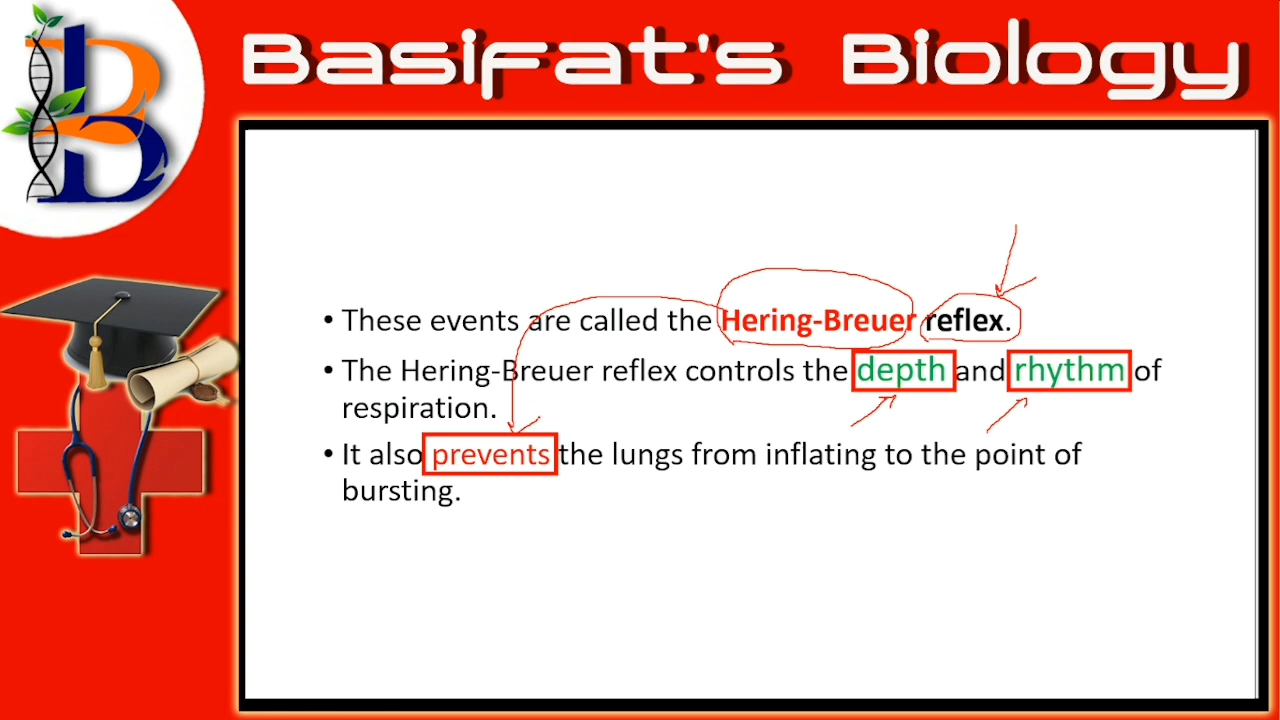 Basifat's Biology
• These events are called the Hering-Breuer reflex.
• The Hering-Breuer reflex controls the depth and rhythm of
respiration.
• It also prevents the lungs from inflating to the point of
bursting.